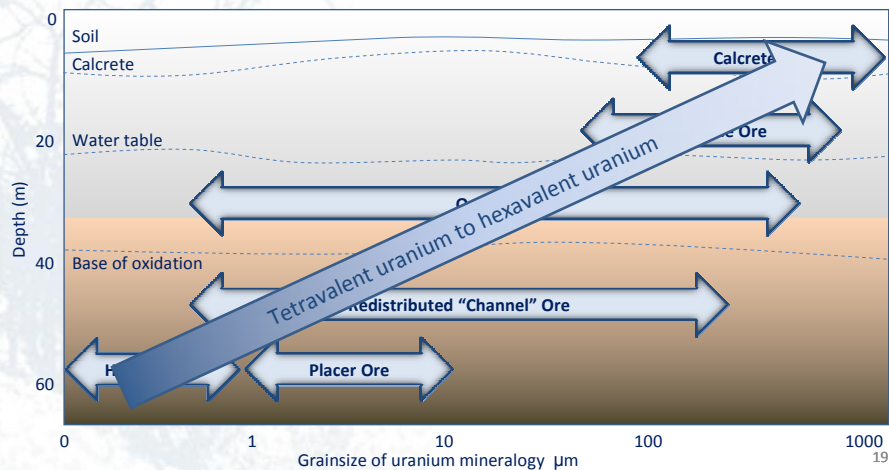 0
Soil
Calcrete
Calcrete
20
Water table
Ore
Depth (m)
Tetravalent uranium to hexavalent uranium
40
Base of oxidation
Redistributed “Channel” Ore
60
Placer Ore
0
1
10
100
1000
Grainsize of uranium mineralogy µm
19